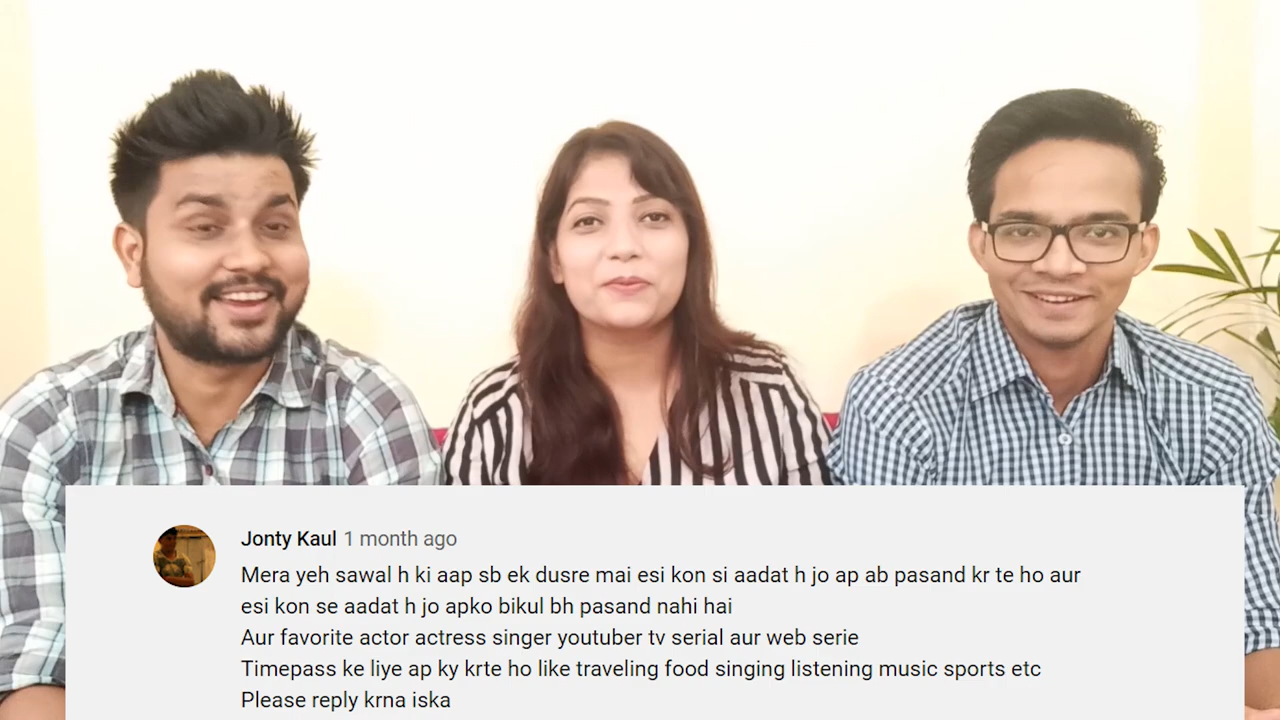 Jonty Kaul 1 month ago
Mera yeh sawal h ki aap sb ek dusre mai esi kon si aadat h jo ap ab pasand kr te ho aur
esi kon se aadat h jo apko bikul bh pasand nahi hai
Aur favorite actor actress singer youtuber tv serial aur web serie
Timepass ke liye ap ky krte ho like traveling food singing listening music sports etc
Please reply krna iska